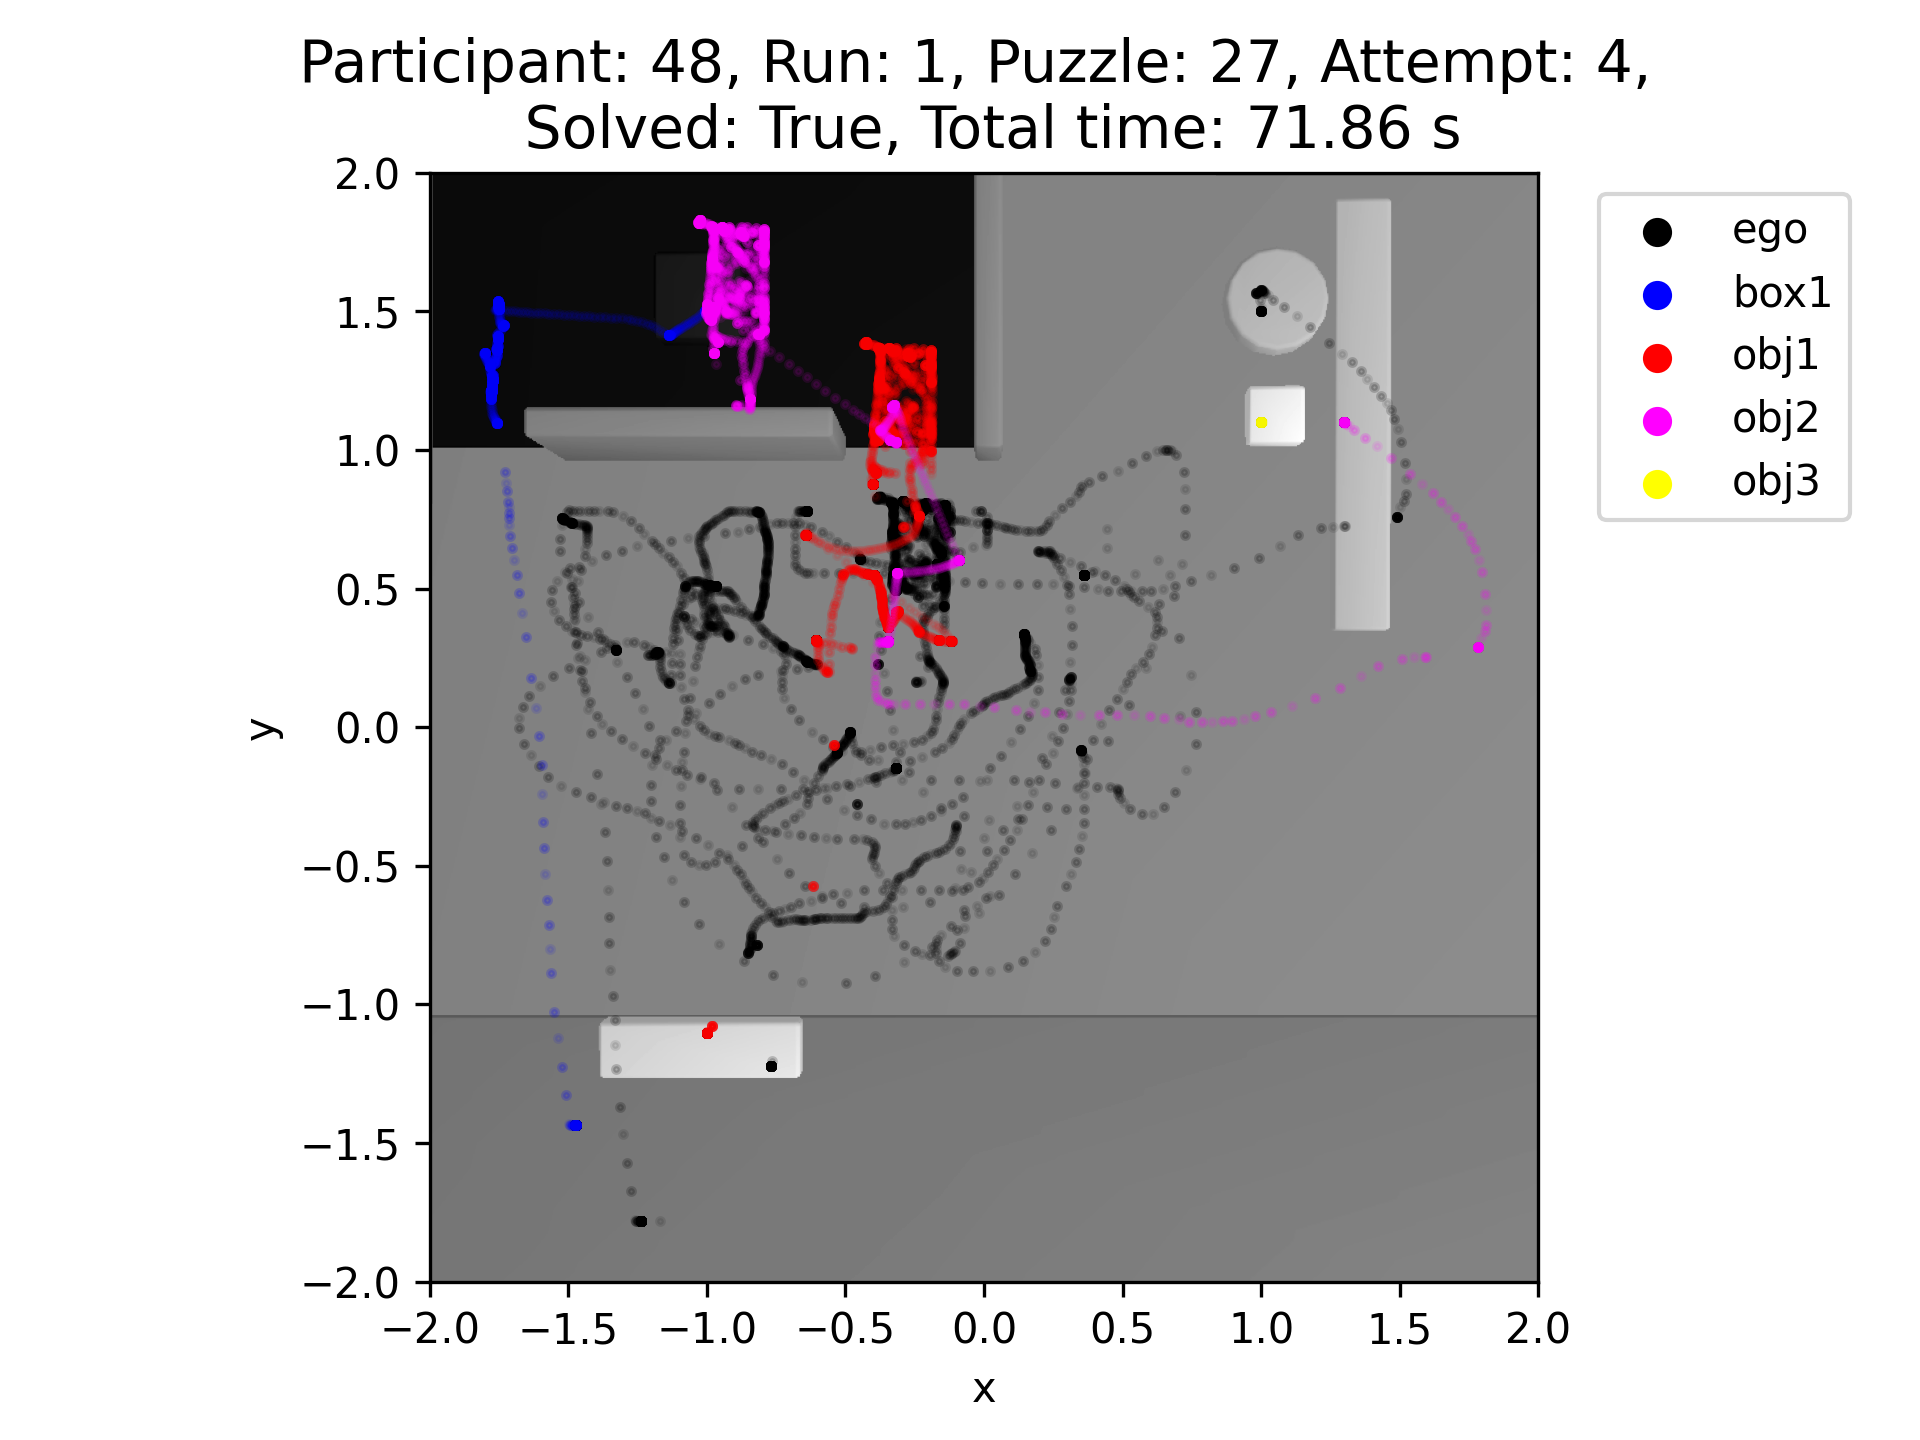 Participant: 48, Run: 1, Puzzle: 27, Attempt: 4,
Solved: True, Total time: 71.86 s
2.0
1.5
1.0
0.5
0.0
−0.5
−1.0
−1.5
−2.0
y
−2.0 −1.5 −1.0 −0.5 0.0 0.5 1.0 1.5 2.0
x
ego
box1
obj1
obj2
obj3